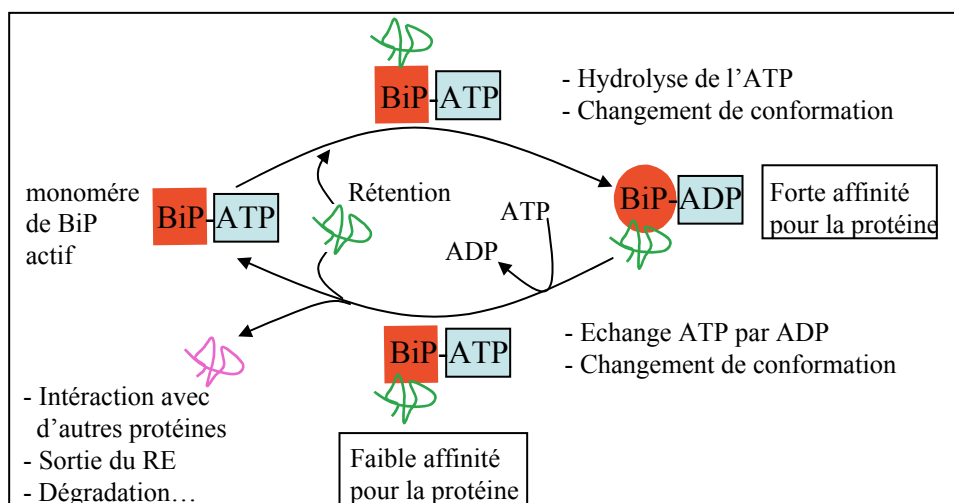 BiP-ATP
- Hydrolyse de l'ATP
- Changement de conformation
monomére
de BiP
actif
BiP-ATP
Rétention
ATP
ADP
BiP-ADP
Forte affinité
pour la protéine
BiP-ATP
- Echange ATP par ADP
- Changement de conformation
- Intéraction avec
d'autres protéines
- Sortie du RE
- Dégradation…
Faible affinité
pour la protéine